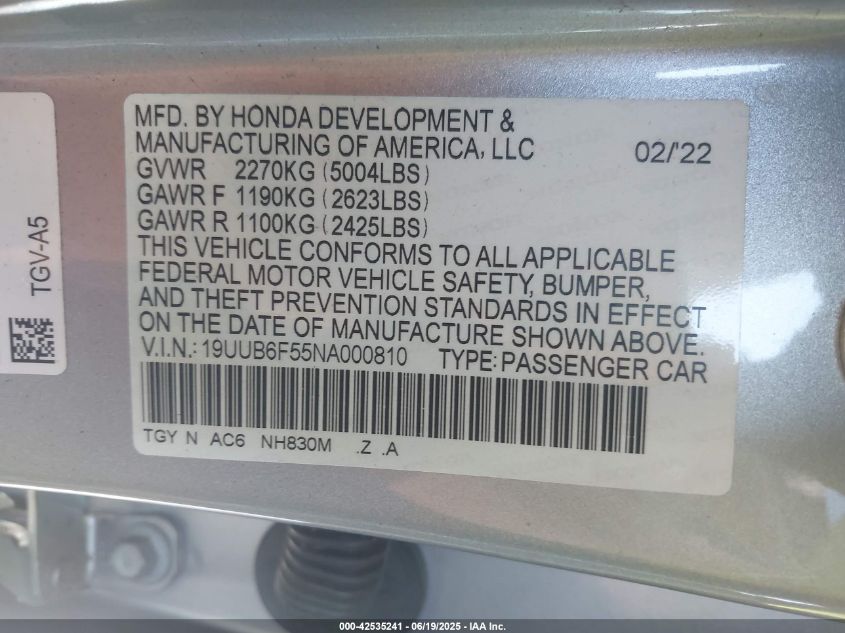 TGV-A5
MFD. BY HONDA DEVELOPMENT &
MANUFACTURING OF AMERICA, LLC 02/'22
GVWR 2270KG (5004LBS)
GAWR F 1190KG (2623LBS)
GAWR R 1100KG (2425LBS)
THIS VEHICLE CONFORMS TO ALL APPLICABLE
FEDERAL MOTOR VEHICLE SAFETY, BUMPER,
AND THEFT PREVENTION STANDARDS IN EFFECT
ON THE DATE OF MANUFACTURE SHOWN ABOVE.
V.I.N.: 19UUB6F55NA000810 TYPE: PASSENGER CAR
TGY N AC6 NH830M .Z .A
000-42535241 - 06/19/2025 - IAA Inc.